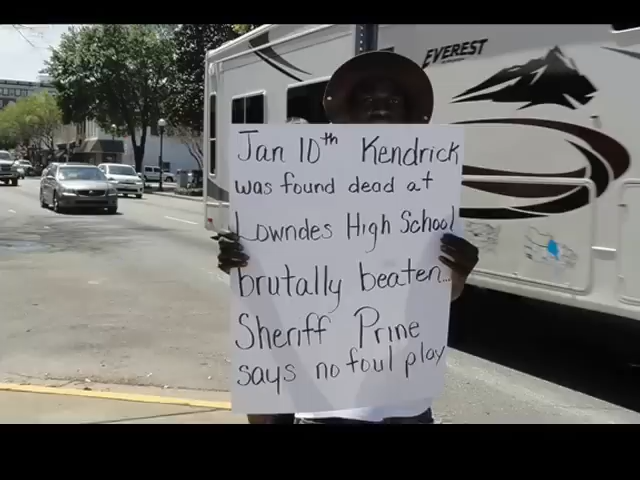 EVEREST
Jan 10th Kendrick
was found dead at
Lowndes High School
brutally beaten...
Sheriff Prine
says no foul play